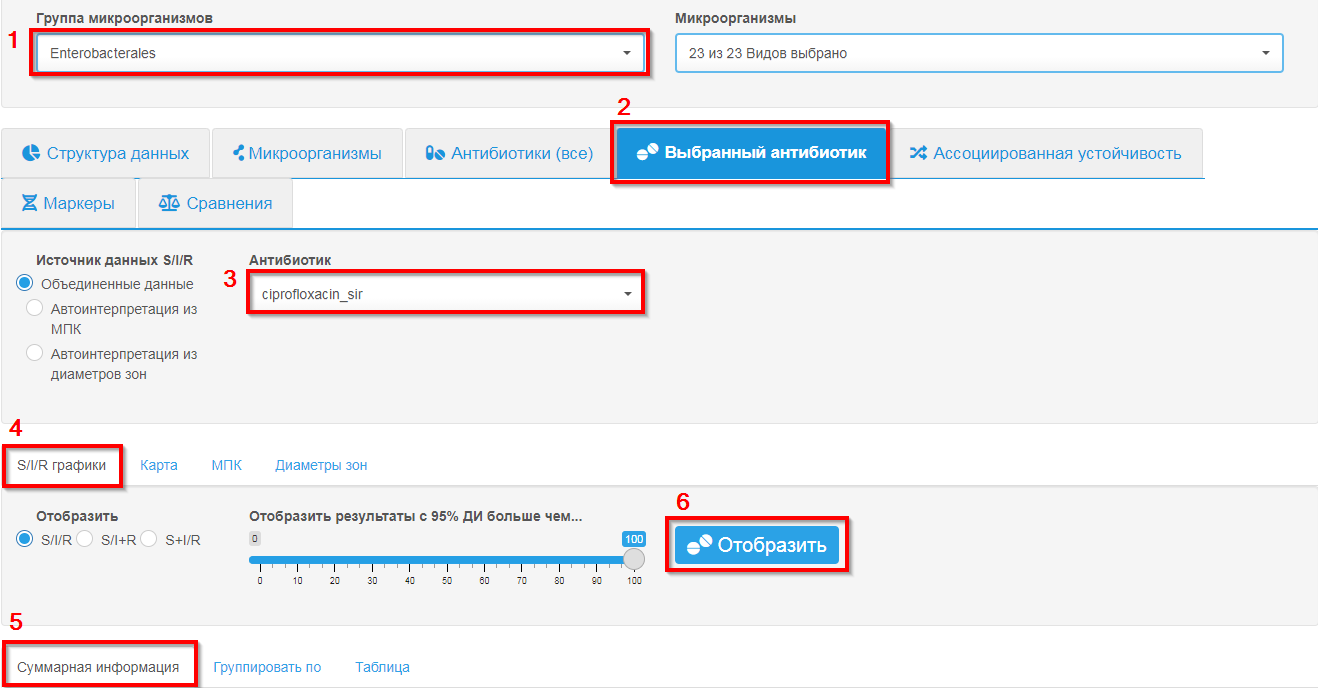 Группа микроорганизмов
Микроорганизмы
1
Enterobacterales
23 из 23 Видов выбрано
2
Структура данных
Микроорганизмы
Антибиотики (все)
Выбранный антибиотик
Ассоциированная устойчивость
Маркеры
Сравнения
Источник данных S/I/R
Объединенные данные
Автоинтерпретация из
МПК
Автоинтерпретация из
диаметров зон
Антибиотик
3
ciprofloxacin_sir
4
S/I/R графики
Карта
МПК
Диаметры зон
Отобразить
S/I/R
S/I+R
S+I/R
Отобразить результаты с 95% ДИ больше чем...
0
100
0 10 20 30 40 50 60 70 80 90 100
6
Отобразить
5
Суммарная информация
Группировать по
Таблица